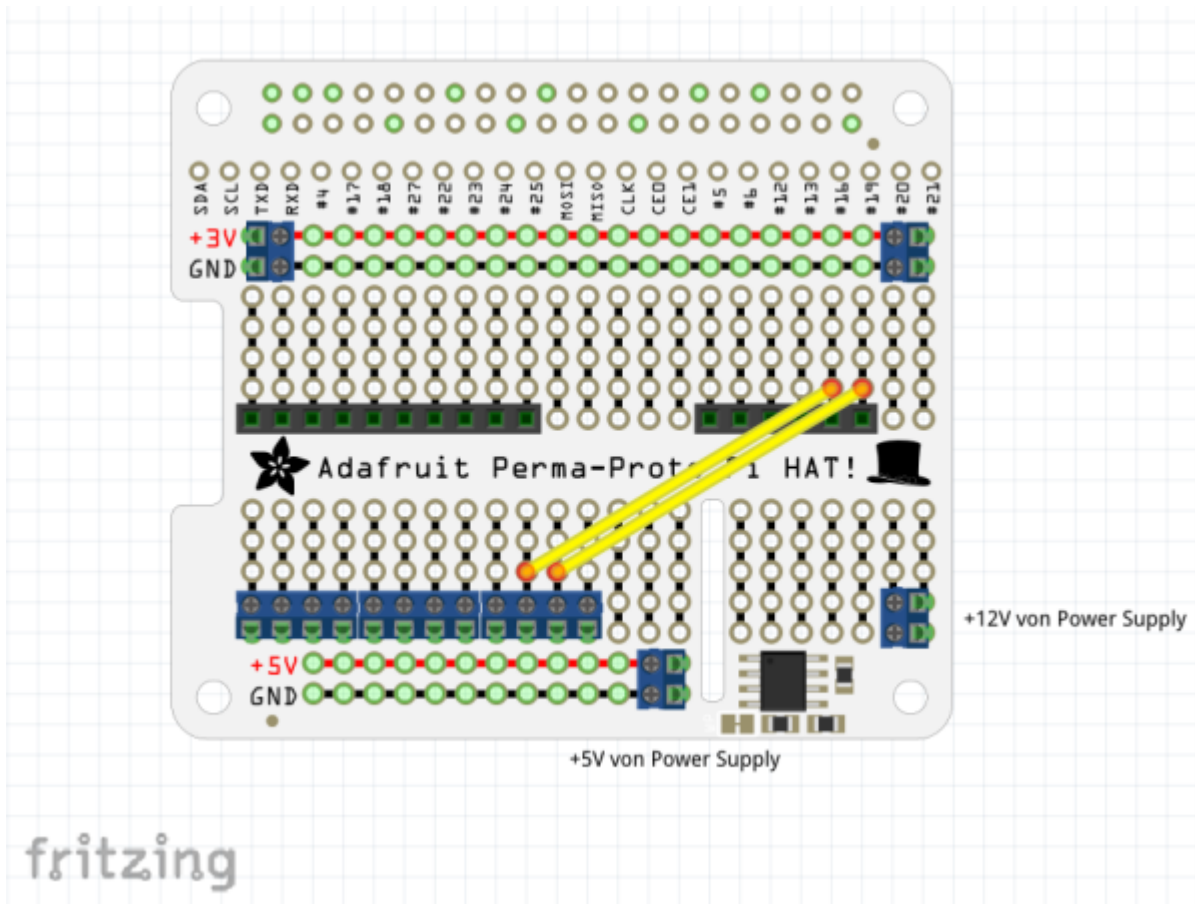 SDA SCL TXD RXD #4 #17 #18 #27 #22 #23 #24 #25 MOSI MISO CLK CE0 CE1 #5 #6 #12 #13 #16 #19 #20 #21
+3V
GND
Adafruit Perma-Proto Pi HAT!
+12V von Power Supply
+5V
GND
+5V von Power Supply
fritzing